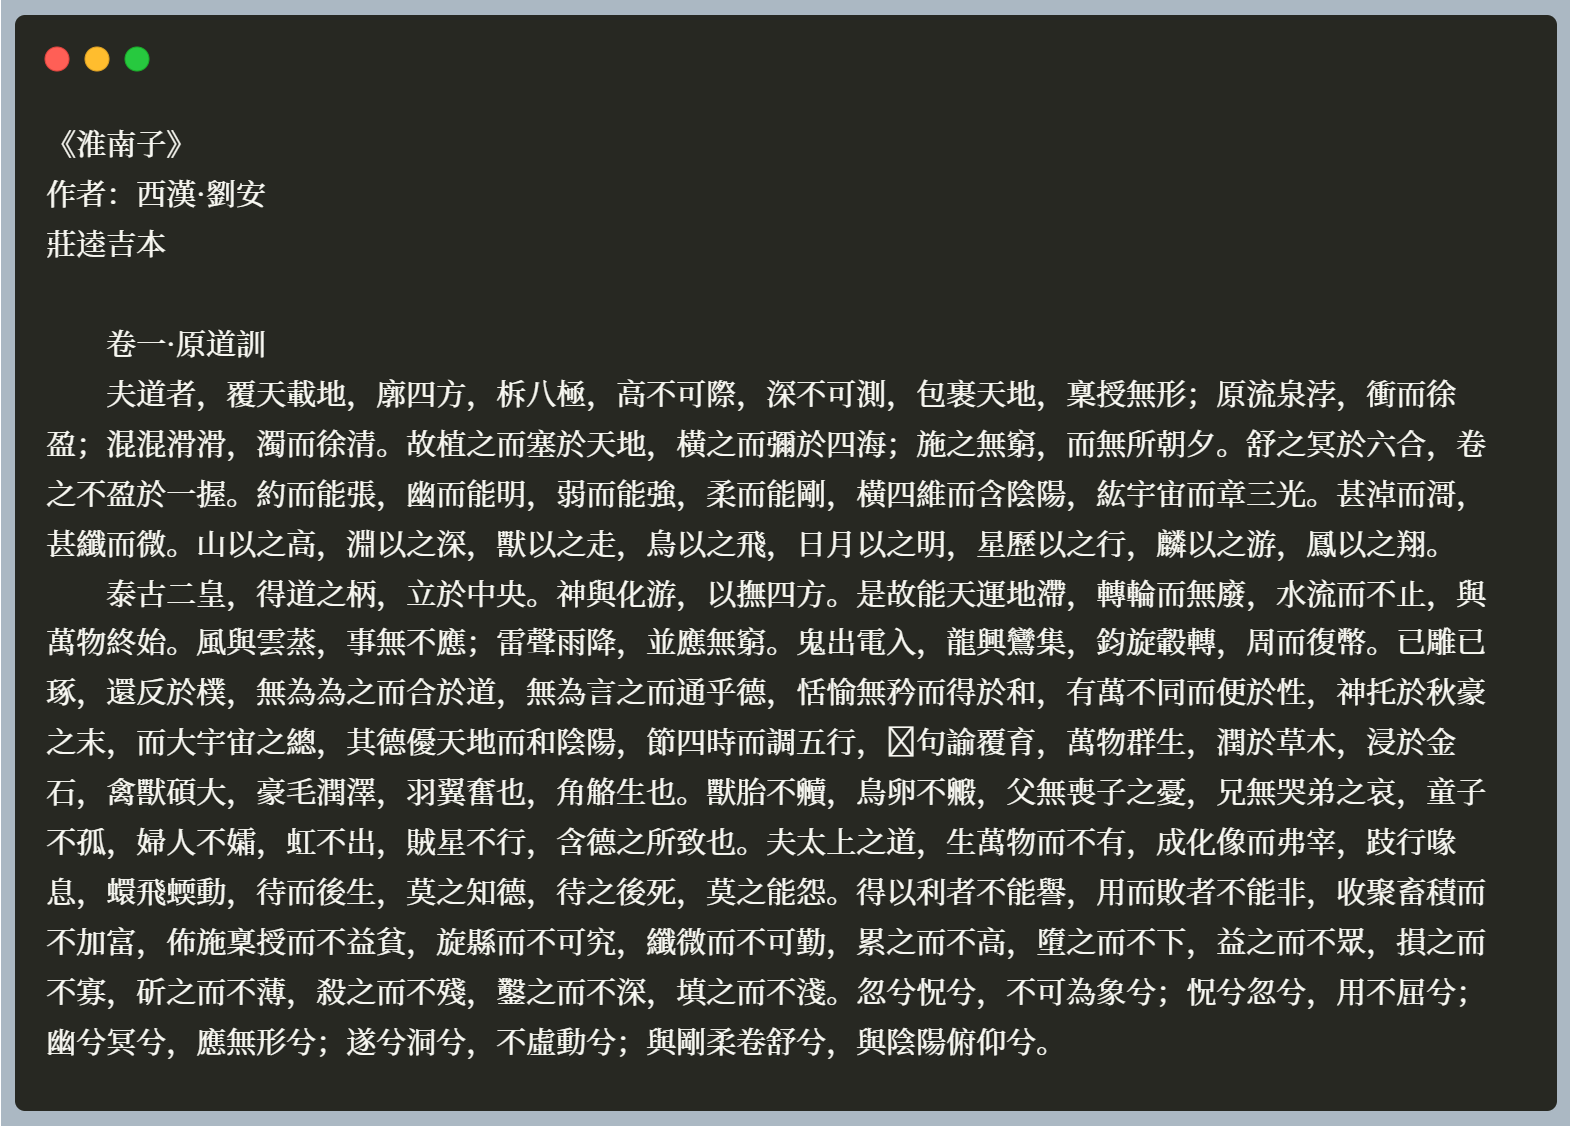 《淮南子》
作者：西漢·劉安
莊逵吉本
卷一·原道訓
夫道者，覆天載地，廓四方，柝八極，高不可際，深不可測，包裹天地，稟授無形；原流泉浡，衝而徐
盈；混混滑滑，濁而徐清。故植之而塞於天地，橫之而彌於四海；施之無窮，而無所朝夕。舒之冥於六合，卷
之不盈於一握。約而能張，幽而能明，弱而能強，柔而能剛，橫四維而含陰陽，紘宇宙而章三光。甚淖而滒，
甚纖而微。山以之高，淵以之深，獸以之走，鳥以之飛，日月以之明，星歷以之行，麟以之游，鳳以之翔。
泰古二皇，得道之柄，立於中央。神與化游，以撫四方。是故能天運地滯，轉輪而無廢，水流而不止，與
萬物終始。風與雲蒸，事無不應；雷聲雨降，並應無窮。鬼出電入，龍興鸞集，鈞旋轂轉，周而復幣。已雕已
琢，還反於樸，無為為之而合於道，無為言之而通乎德，恬愉無矜而得於和，有萬不同而便於性，神托於秋豪
之末，而大宇宙之總，其德優天地而和陰陽，節四時而調五行，句諭覆育，萬物群生，潤於草木，浸於金
石，禽獸碩大，豪毛潤澤，羽翼奮也，角觡生也。獸胎不贕，鳥卵不毈，父無喪子之憂，兄無哭弟之哀，童子
不孤，婦人不孀，虹不出，賊星不行，含德之所致也。夫太上之道，生萬物而不有，成化像而弗宰，跂行喙
息，蠉飛蝡動，待而後生，莫之知德，待之後死，莫之能怨。得以利者不能譽，用而敗者不能非，收聚畜積而
不加富，佈施稟授而不益貧，旋縣而不可究，纖微而不可勤，累之而不高，墮之而不下，益之而不眾，損之而
不寡，斫之而不薄，殺之而不殘，鑿之而不深，填之而不淺。忽兮怳兮，不可為象兮；怳兮忽兮，用不屈兮；
幽兮冥兮，應無形兮；遂兮洞兮，不虛動兮；與剛柔卷舒兮，與陰陽俯仰兮。